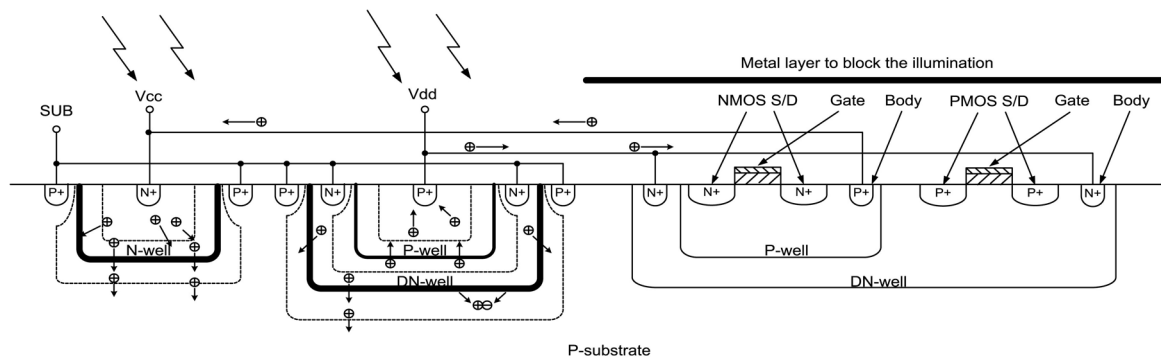 Metal layer to block the illumination
Vcc
Vdd
SUB
NMOS S/D
Gate
Body
PMOS S/D
Gate
Body
P+
N+
P+
P+
N+
P+
N+
P+
N+
N+
N+
P+
P+
P+
N+
N-well
P-well
P-well
DN-well
DN-well
P-substrate